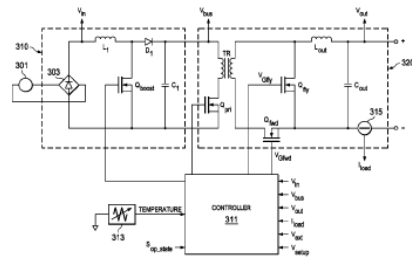 Vin
Vbus
Vout
310
L1
D1
TR
Lout
320
301
303
VGfly
Qboost
C1
Qpri
Qfly
Cout
315
Qfwd
VGfwd
Iload
CONTROLLER
311
Vin
Vbus
Vout
Iload
Vext
Vsetup
TEMPERATURE
313
Sop_state
+
-